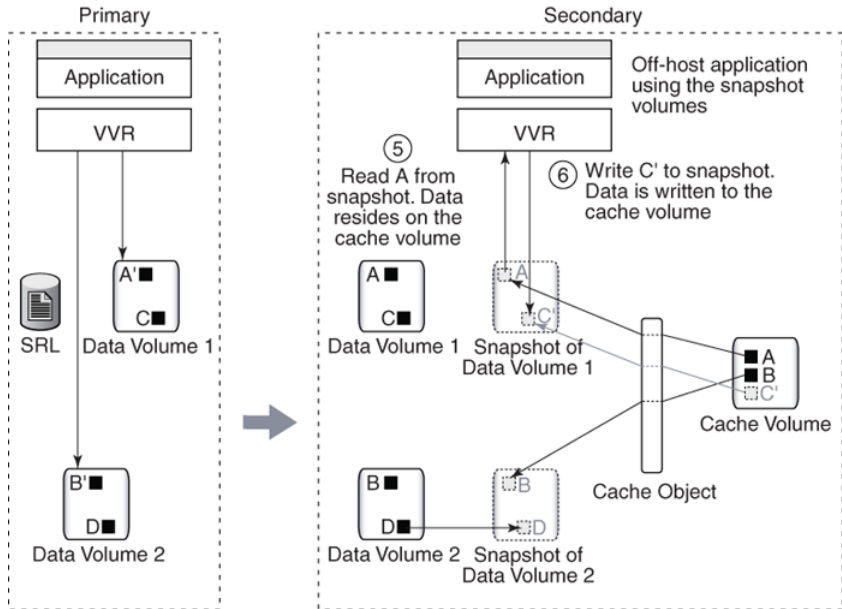 Primary
Application
VVR
SRL
A'
C
Data Volume 1
B'
D
Data Volume 2
Secondary
Application
VVR
Off-host application
using the snapshot
volumes
5
Read A from
snapshot. Data
resides on the
cache volume
6
Write C' to snapshot.
Data is written to the
cache volume
A
C
Data Volume 1
A
C'
Snapshot of
Data Volume 1
A
B
C'
Cache Volume
Cache Object
B
D
Data Volume 2
B
D
Snapshot of
Data Volume 2